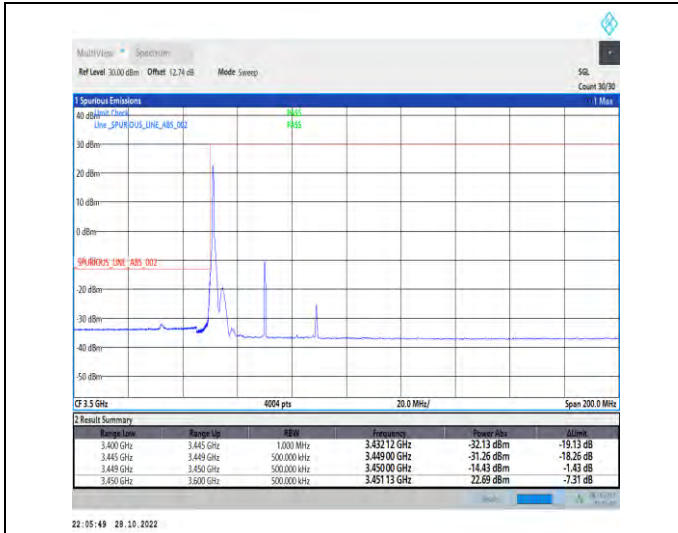 MultiView Spectrum
Ref Level 30.00 dBm Offset 12.74 dB Mode Sweep SGL
Count 30/30
1 Spurious Emissions 1 Max
40 dBm Limit Check PASS
Line _SPURIOUS_LINE_ABS_002 PASS
30 dBm
20 dBm
10 dBm
0 dBm
_SPURIOUS_LINE_ABS_002
-20 dBm
-30 dBm
-40 dBm
-50 dBm
CF 3.5 GHz 4004 pts 20.0 MHz/ Span 200.0 MHz
2 Result Summary
Range Low Range Up RBW Frequency Power Abs ΔLimit
3.400 GHz 3.445 GHz 1.000 MHz 3.432 12 GHz -32.13 dBm -19.13 dB
3.445 GHz 3.449 GHz 500.000 kHz 3.449 00 GHz -31.26 dBm -18.26 dB
3.449 GHz 3.450 GHz 500.000 kHz 3.450 00 GHz -14.43 dBm -1.43 dB
3.450 GHz 3.600 GHz 500.000 kHz 3.451 13 GHz 22.69 dBm -7.31 dB
22:05:49 28.10.2022